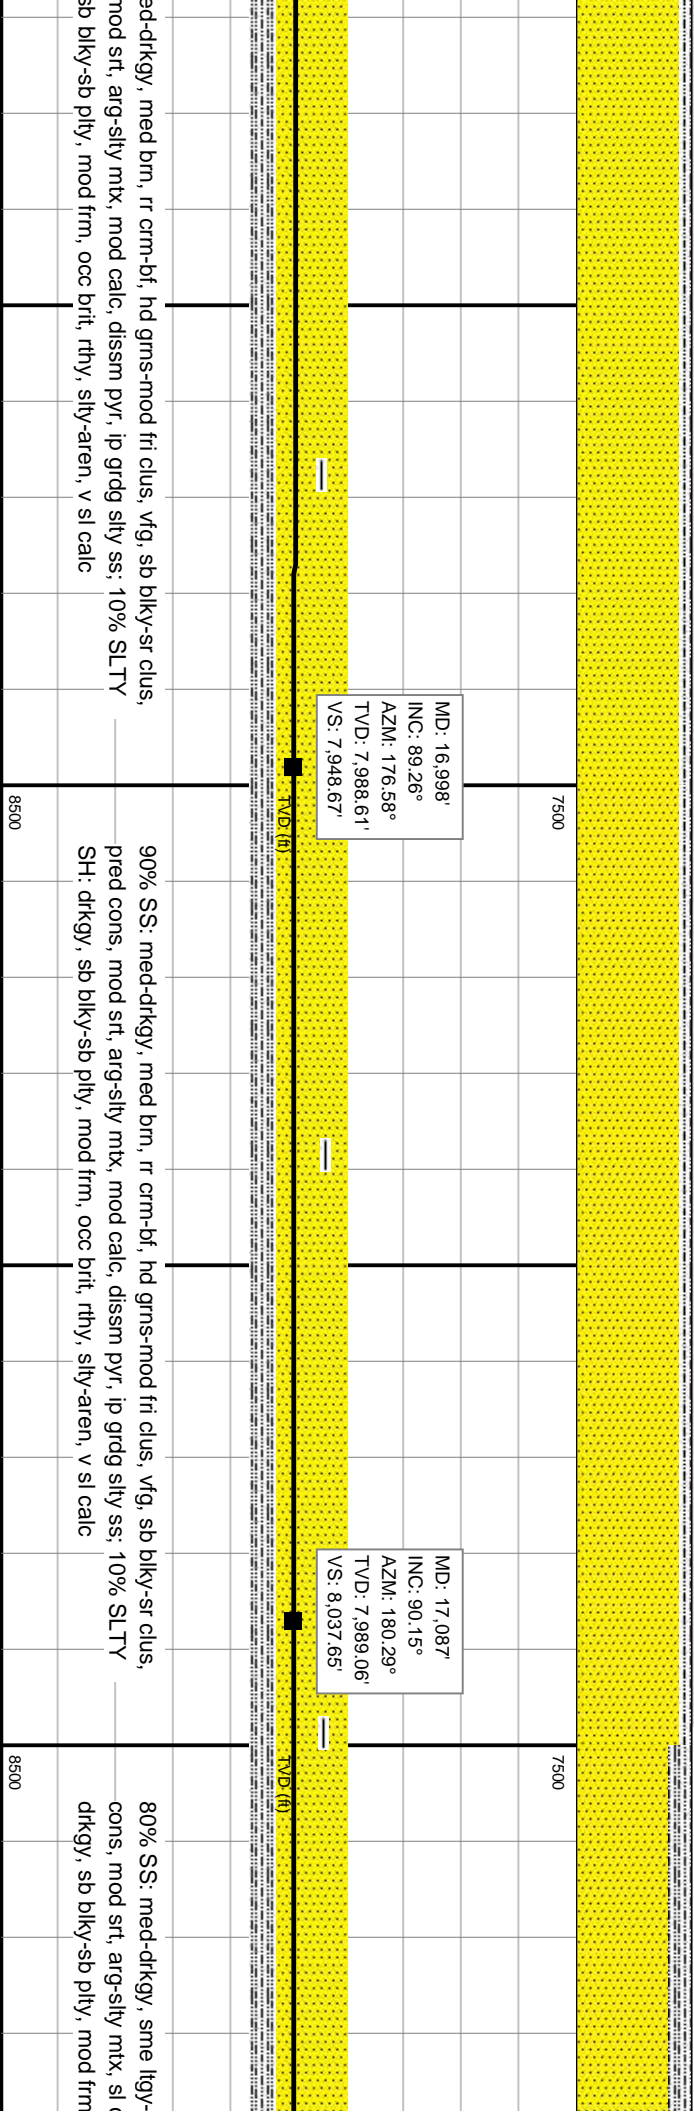 ed-drkgy, med brn, rr crm-bf, hd grns-mod fri clus, vfg, sb blky-sr clus,
mod srt, arg-slty mtx, mod calc, dissm pyr, ip grdg slty ss; 10% SLTY
sb blky-sb plty, mod frm, occ brit, rthy, slty-aren, v sl calc
MD: 16,998'
INC: 89.26°
AZM: 176.58°
TVD: 7,988.61'
VS: 7,948.67'
7500
TVD (ft)
8500
90% SS: med-drkgy, med brn, rr crm-bf, hd grns-mod fri clus, vfg, sb blky-sr clus,
pred cons, mod srt, arg-slty mtx, mod calc, dissm pyr, ip grdg slty ss; 10% SLTY
SH: drkgy, sb blky-sb plty, mod frm, occ brit, rthy, slty-aren, v sl calc
MD: 17,087'
INC: 90.15°
AZM: 180.29°
TVD: 7,989.06'
VS: 8,037.65'
7500
TVD (ft)
8500
80% SS: med-drkgy, sme ltgy-
cons, mod srt, arg-slty mtx, sl
drkgy, sb blky-sb plty, mod frm